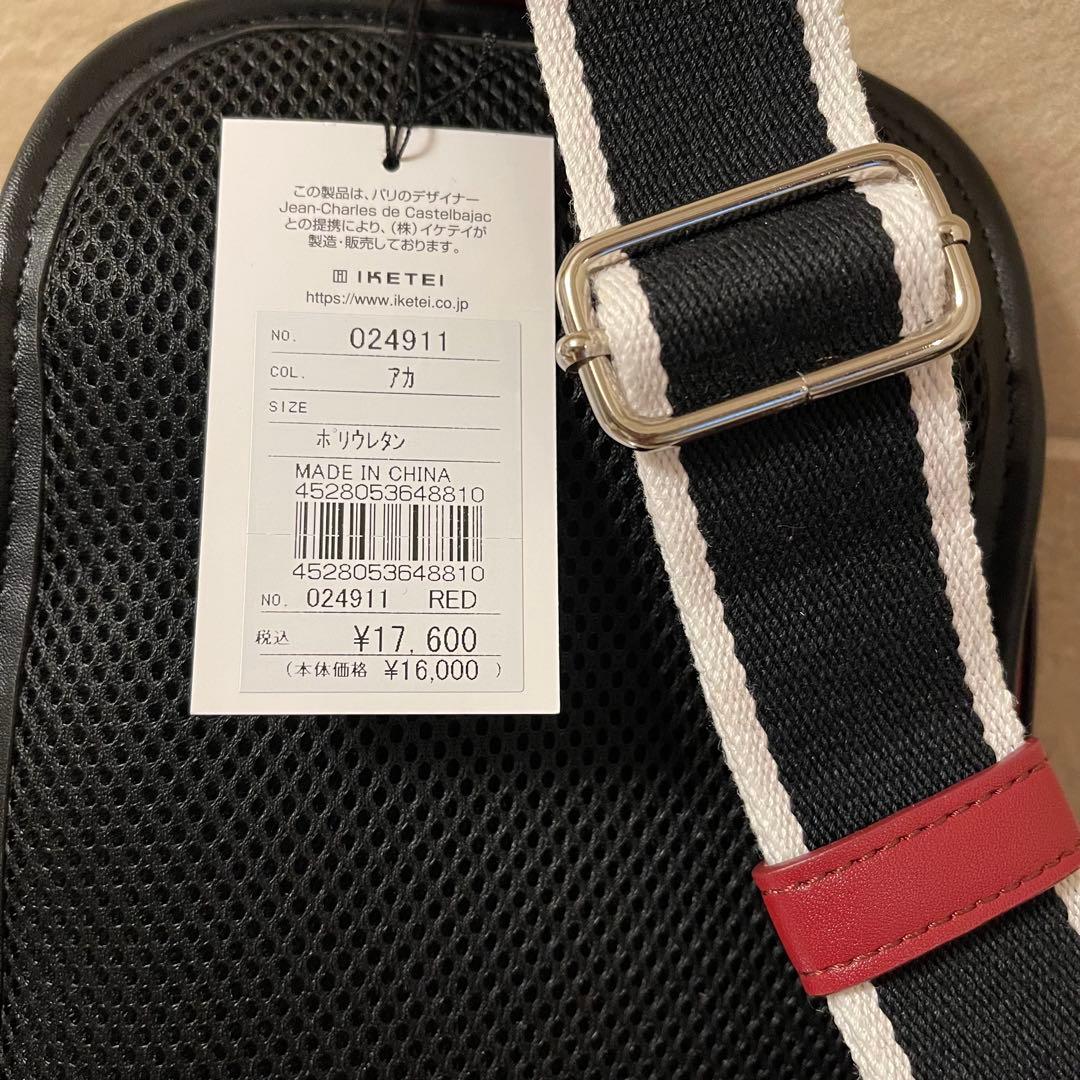 この製品は、パリのデザイナー
Jean-Charles de Castelbajac
との提携により、(株)イケテイが
製造・販売しております。
IKETEI
https://www.iketei.co.jp
NO. 024911
COL. アカ
SIZE
ポリウレタン
MADE IN CHINA
4528053648810
4528053648810
NO. 024911 RED
税込 ¥17,600
(本体価格 ¥16,000 )